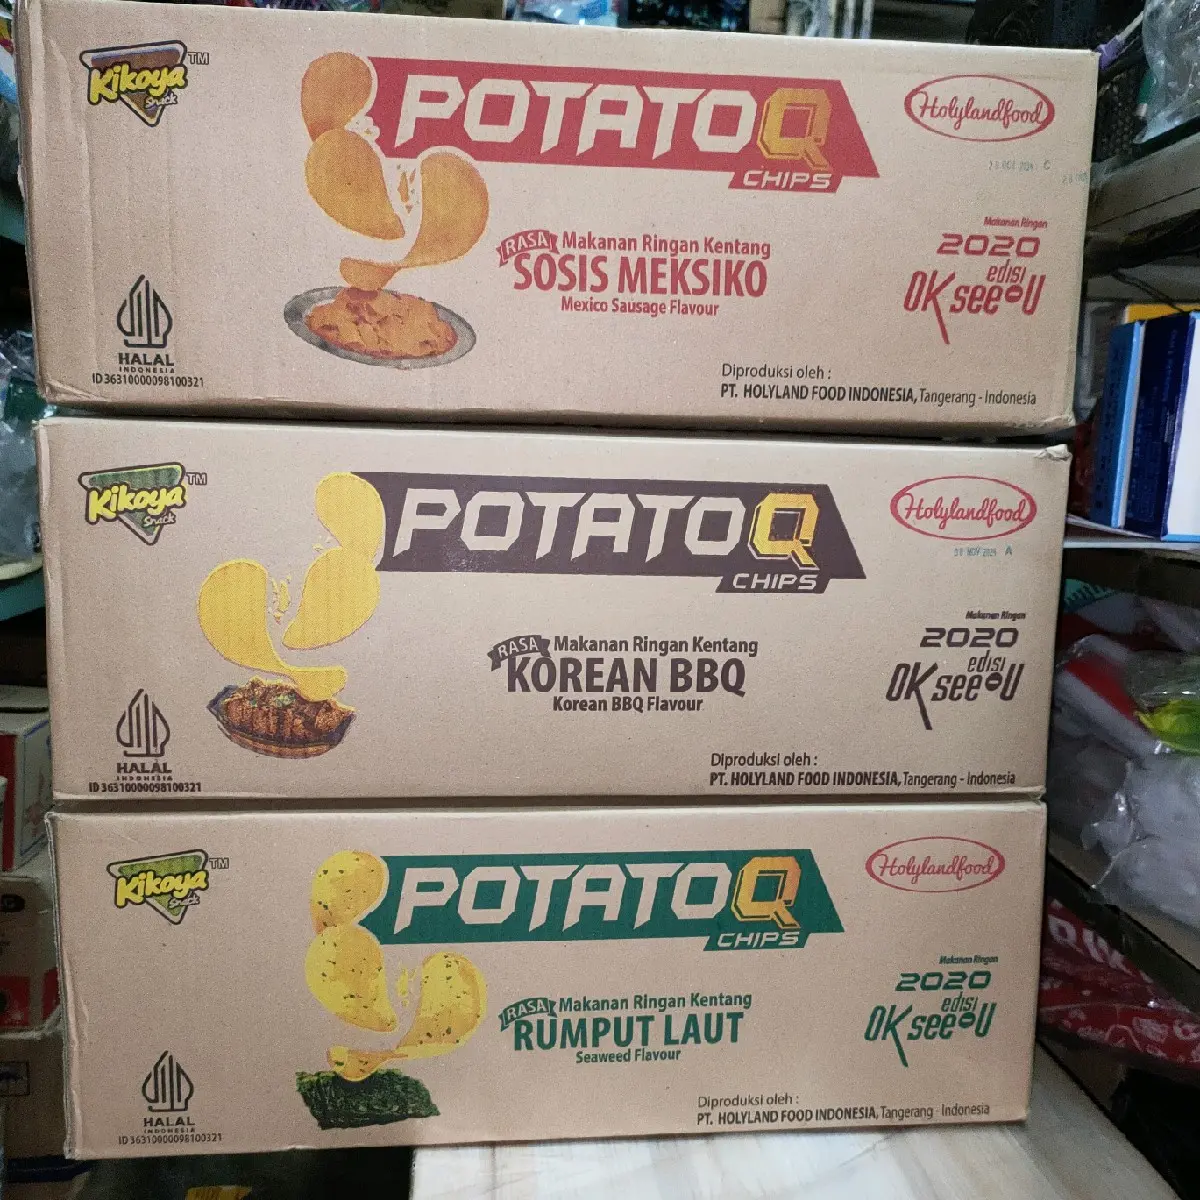 Kikoya TM
Snack
POTATOQ
CHIPS
Holylandfood
RASA Makanan Ringan Kentang
SOSIS MEKSIKO
Mexico Sausage Flavour
Makanan Ringan
2020
edisi
OK see U
HALAL
INDONESIA
ID36310000098100321
Diproduksi oleh :
PT. HOLYLAND FOOD INDONESIA, Tangerang - Indonesia
Kikoya TM
Snack
POTATOQ
CHIPS
Holylandfood
A
RASA Makanan Ringan Kentang
KOREAN BBQ
Korean BBQ Flavour
Makanan Ringan
2020
edisi
OK see U
HALAL
INDONESIA
ID36310000098100321
Diproduksi oleh :
PT. HOLYLAND FOOD INDONESIA, Tangerang - Indonesia
Kikoya TM
Snack
POTATOQ
CHIPS
Holylandfood
RASA Makanan Ringan Kentang
RUMPUT LAUT
Seaweed Flavour
Makanan Ringan
2020
edisi
OK see U
HALAL
INDONESIA
ID36310000098100321
Diproduksi oleh :
PT. HOLYLAND FOOD INDONESIA, Tangerang - Indonesia